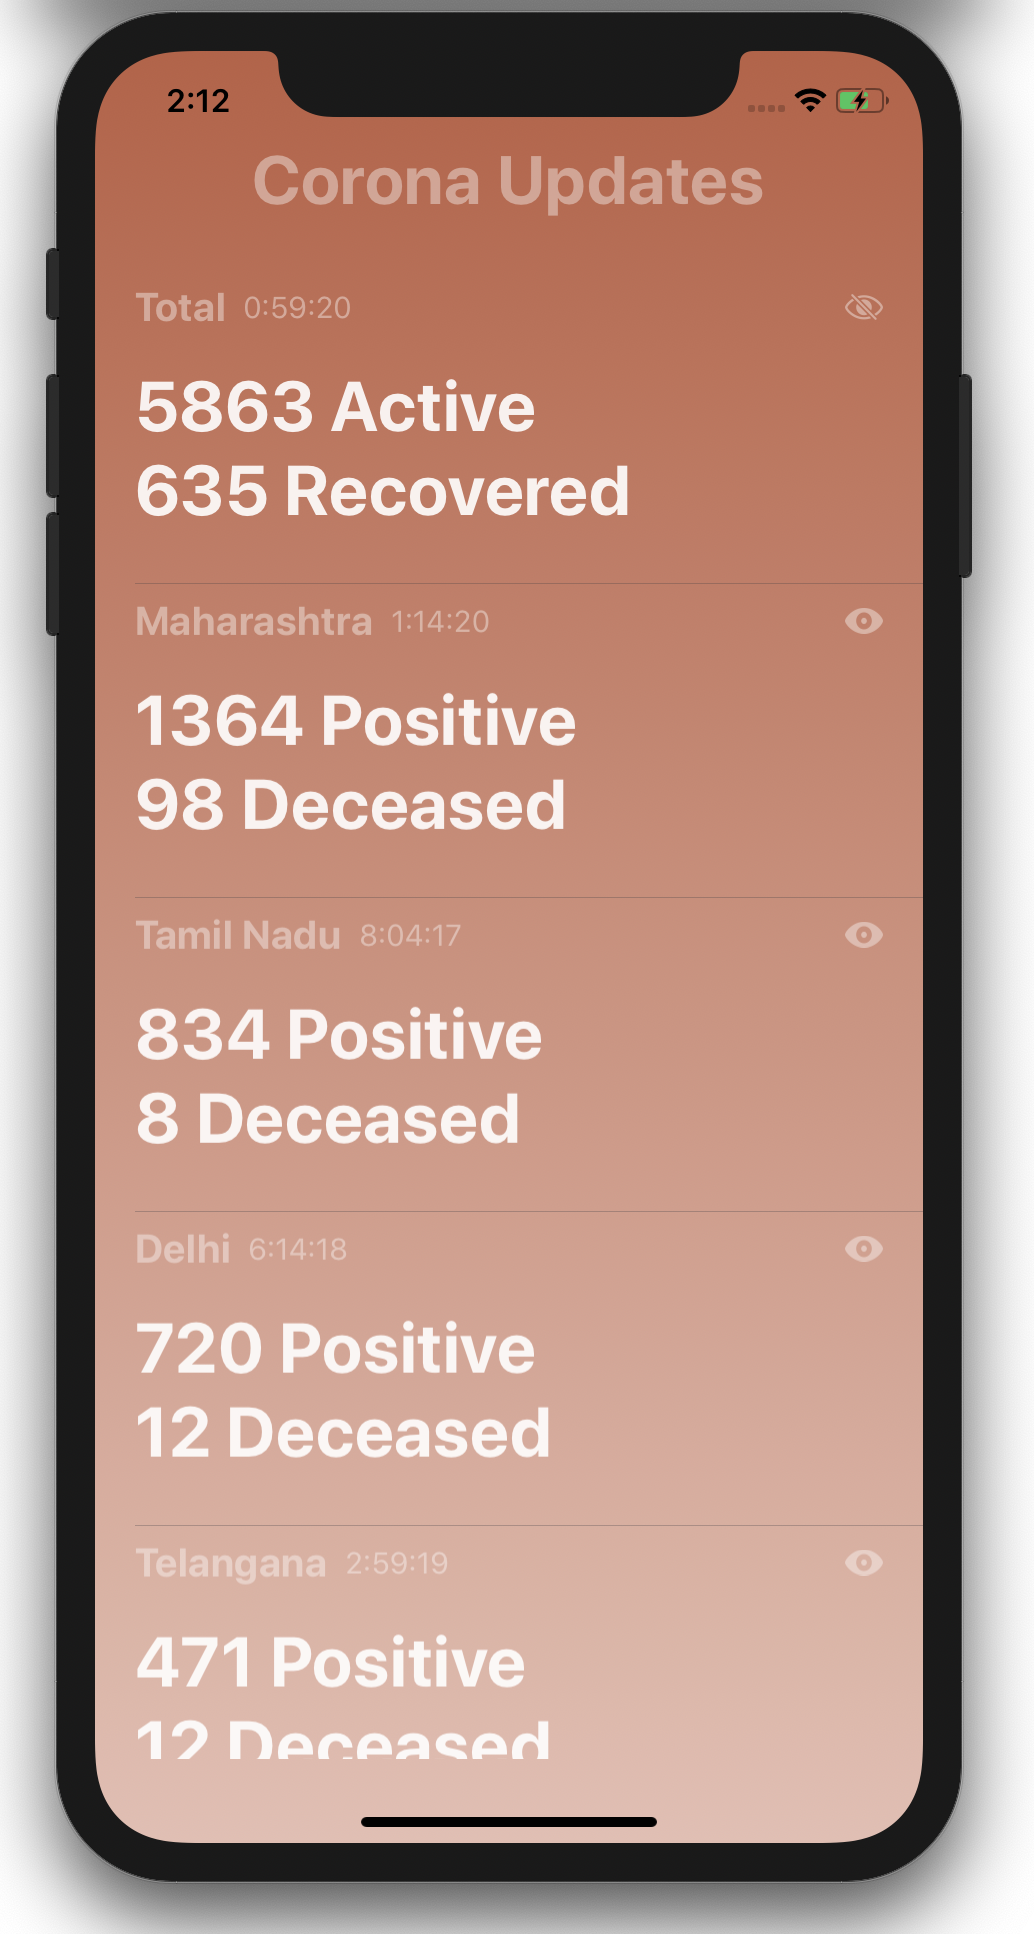 2:12
Corona Updates
Total 0:59:20
5863 Active
635 Recovered
Maharashtra 1:14:20
1364 Positive
98 Deceased
Tamil Nadu 8:04:17
834 Positive
8 Deceased
Delhi 6:14:18
720 Positive
12 Deceased
Telangana 2:59:19
471 Positive
12 Deceased